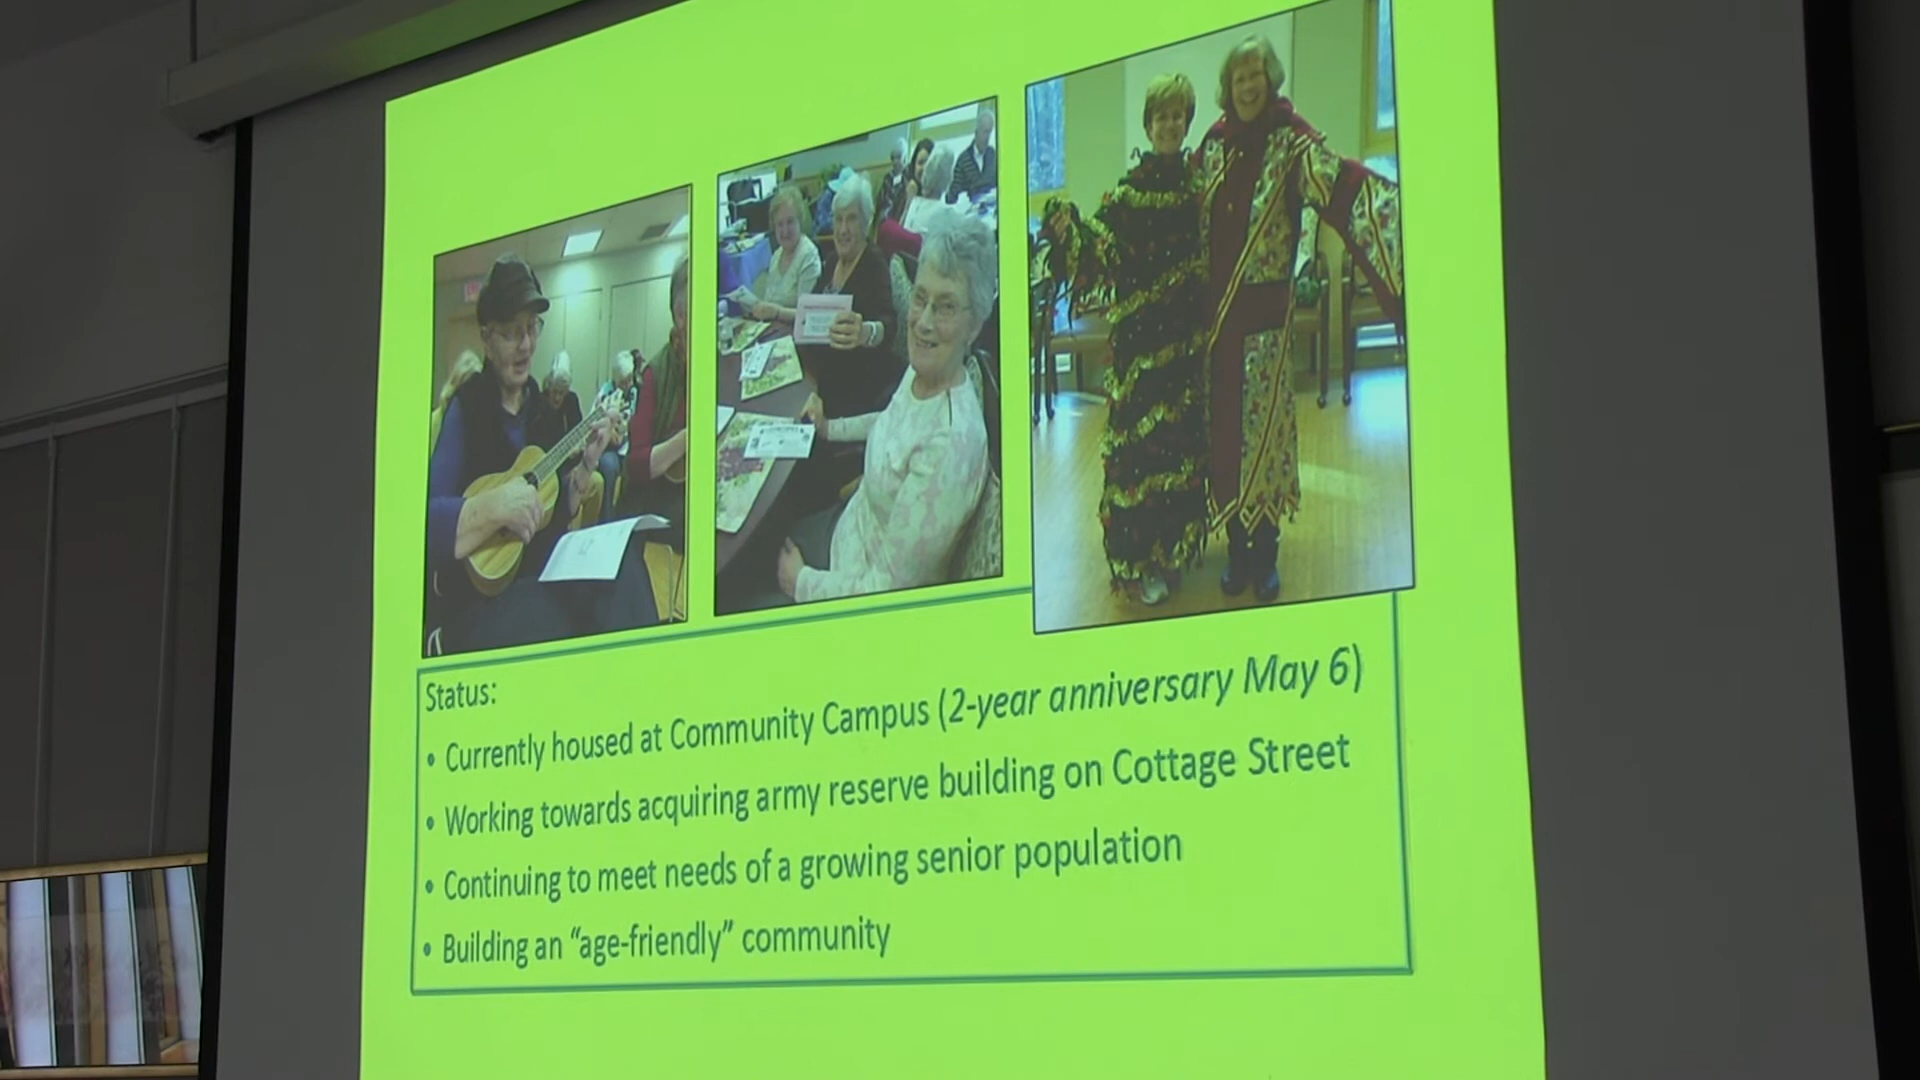 Status:
• Currently housed at Community Campus (2-year anniversary May 6)
• Working towards acquiring army reserve building on Cottage Street
• Continuing to meet needs of a growing senior population
• Building an “age-friendly” community